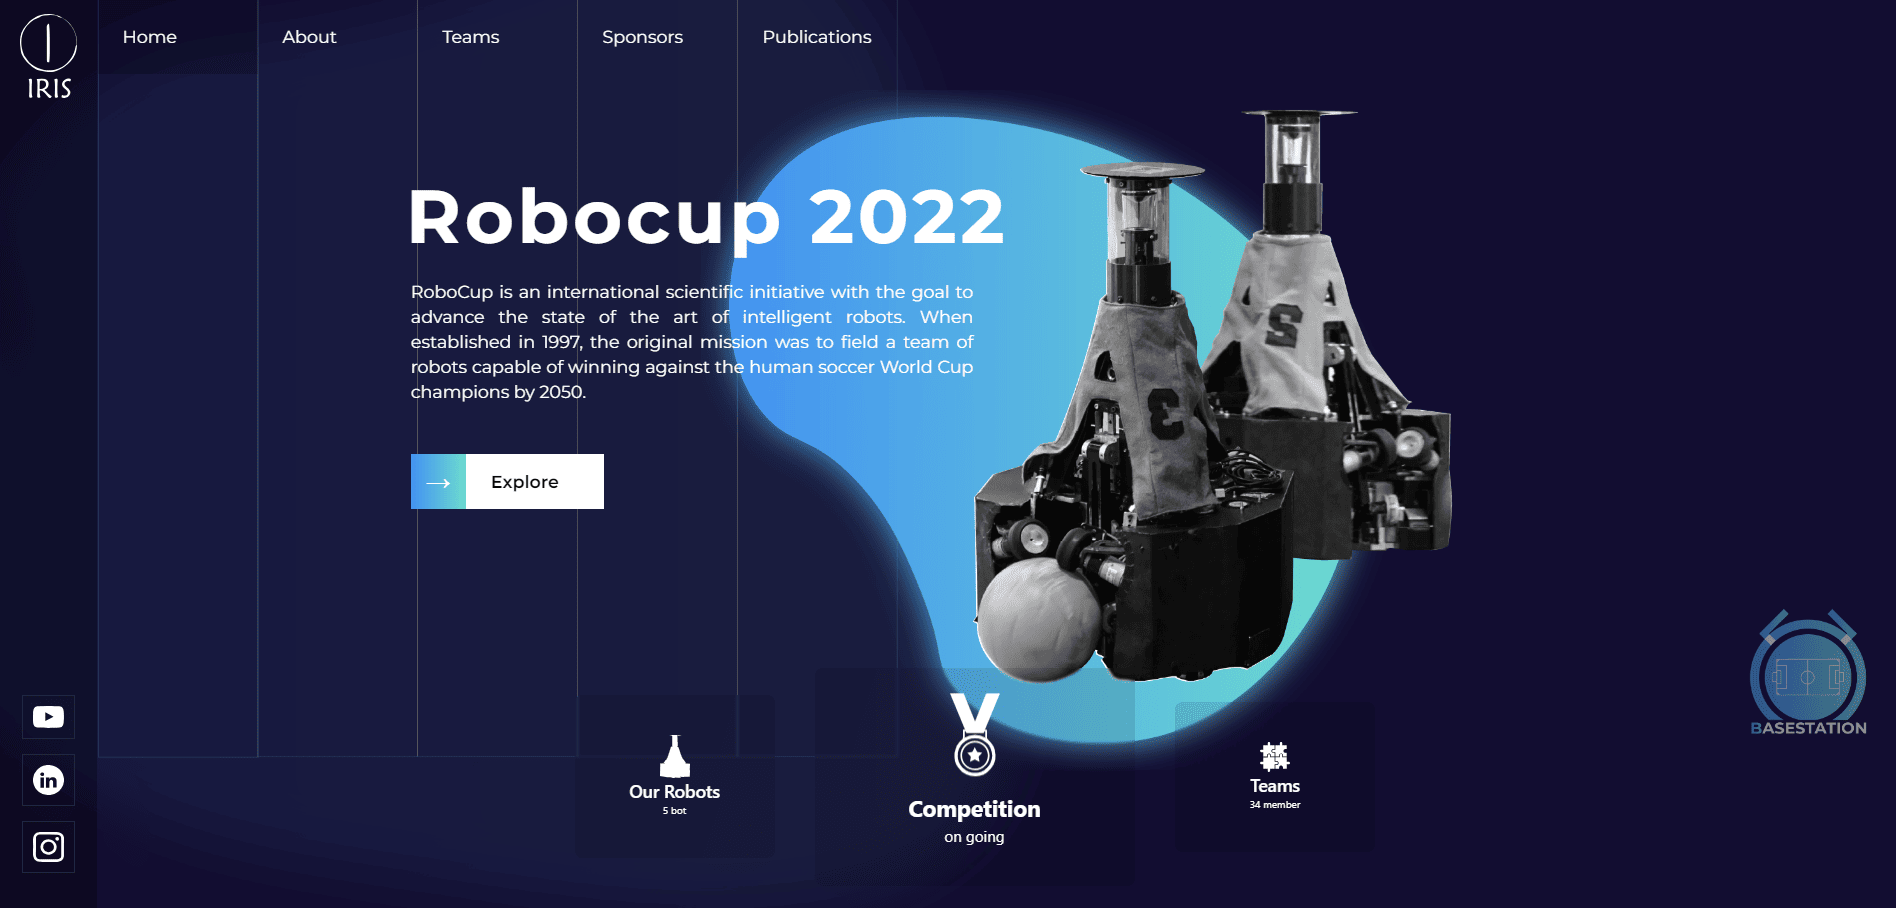 IRIS
Home
About
Teams
Sponsors
Publications
Robocup 2022
RoboCup is an international scientific initiative with the goal to
advance the state of the art of intelligent robots. When
established in 1997, the original mission was to field a team of
robots capable of winning against the human soccer World Cup
champions by 2050.
Explore
S
3
BASESTATION
in
Our Robots
5 bot
Competition
on going
Teams
34 member